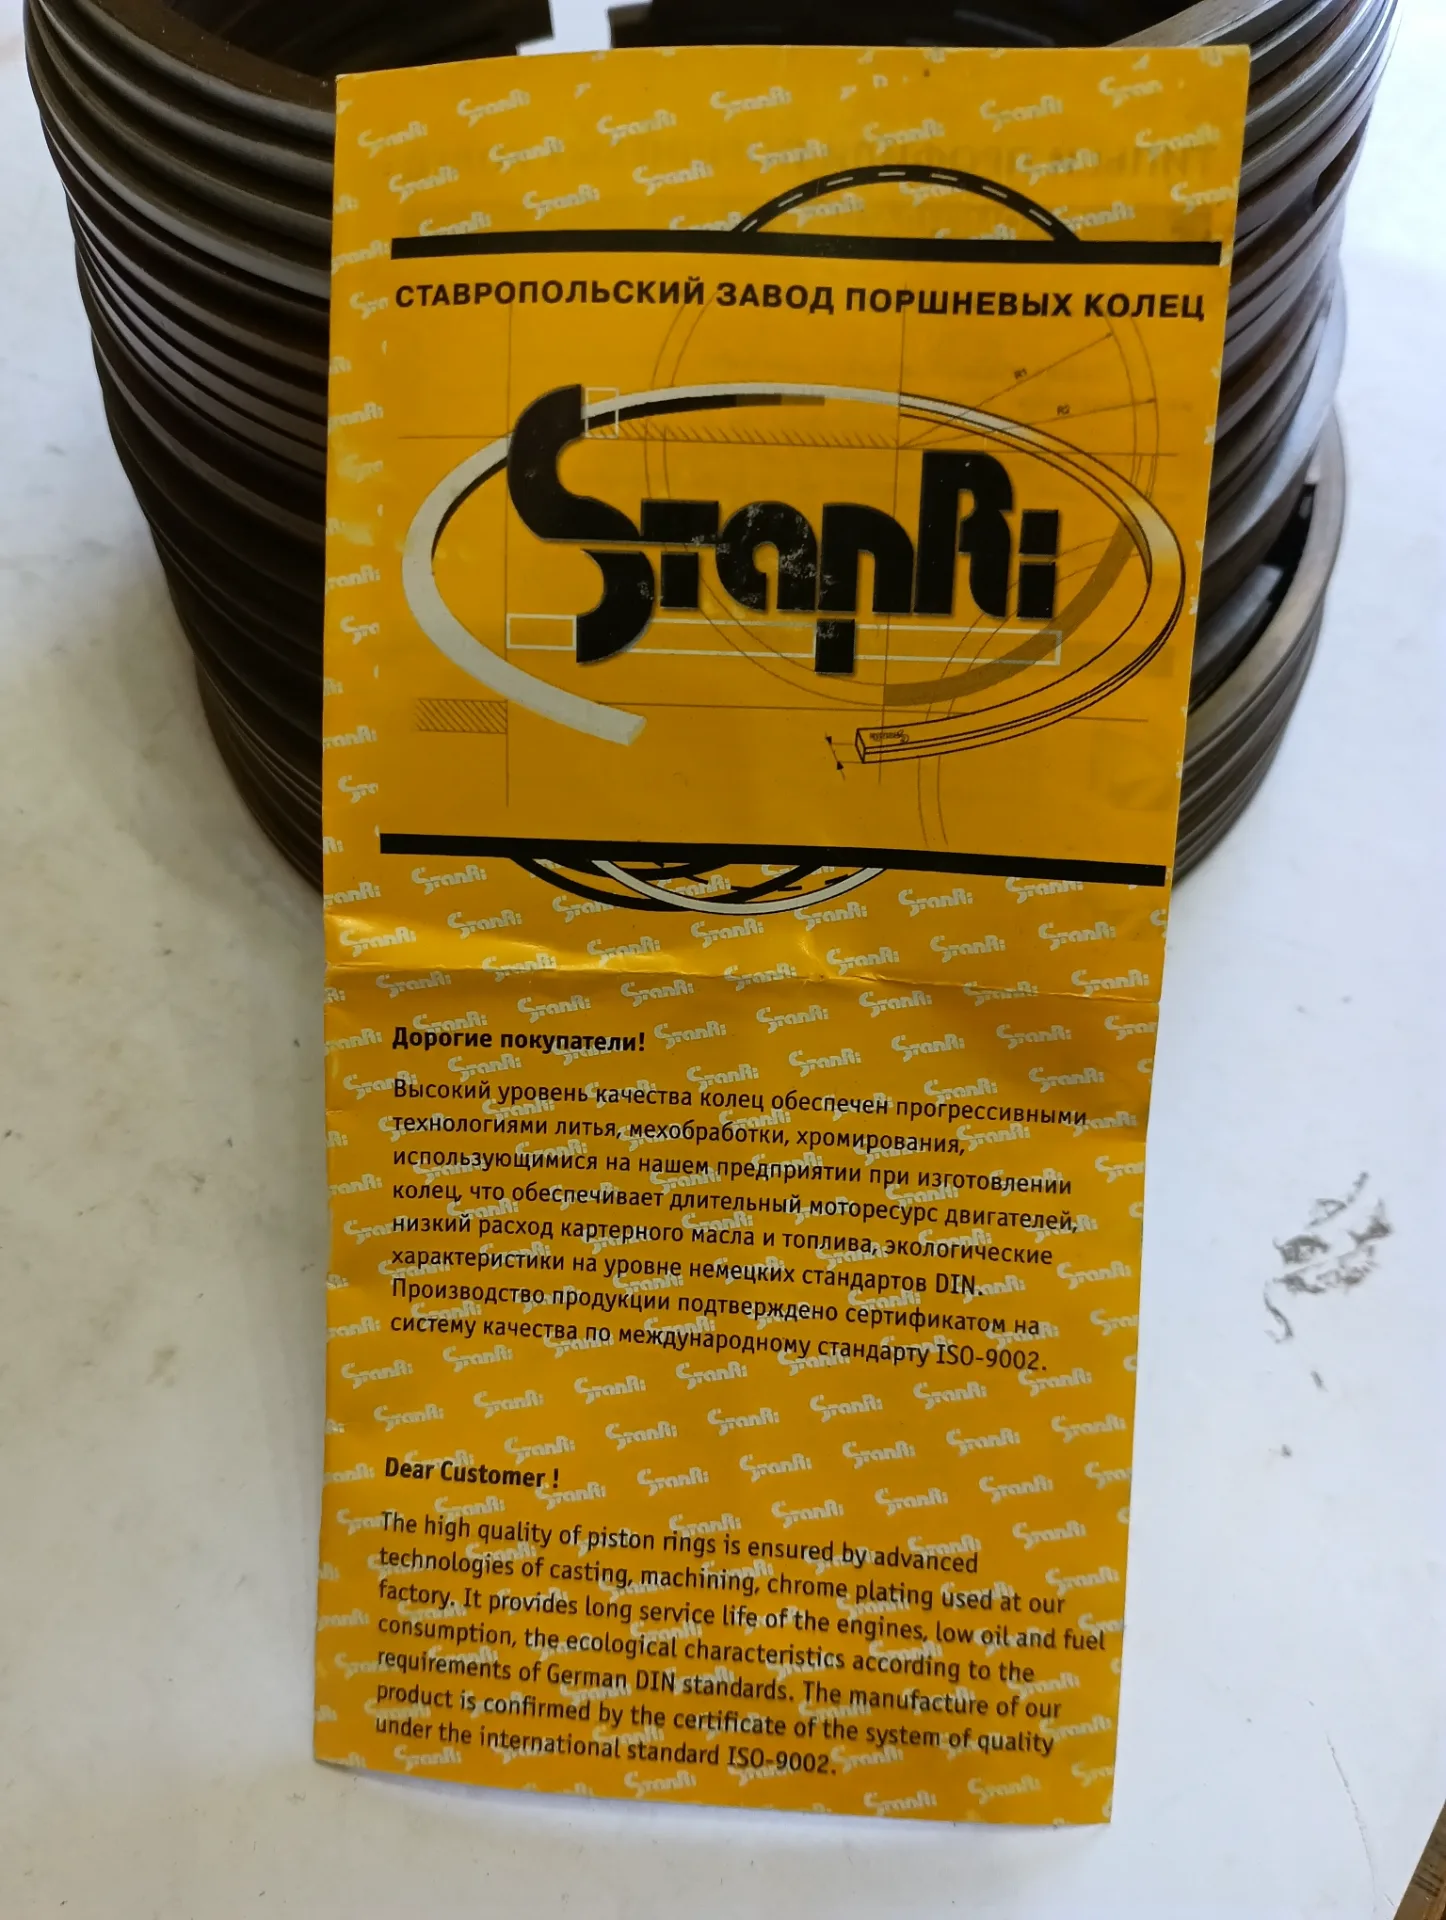 СТАВРОПОЛЬСКИЙ ЗАВОД ПОРШНЕВЫХ КОЛЕЦ
R1
R2
StapRi
Дорогие покупатели!
Высокий уровень качества колец обеспечен прогрессивными
технологиями литья, мехобработки, хромирования,
использующимися на нашем предприятии при изготовлении
колец, что обеспечивает длительный моторесурс двигателей,
низкий расход картерного масла и топлива, экологические
характеристики на уровне немецких стандартов DIN.
Производство продукции подтверждено сертификатом на
систему качества по международному стандарту ISO-9002.
Dear Customer !
The high quality of piston rings is ensured by advanced
technologies of casting, machining, chrome plating used at our
factory. It provides long service life of the engines, low oil and fuel
consumption, the ecological characteristics according to the
requirements of German DIN standards. The manufacture of our
product is confirmed by the certificate of the system of quality
under the international standard ISO-9002.